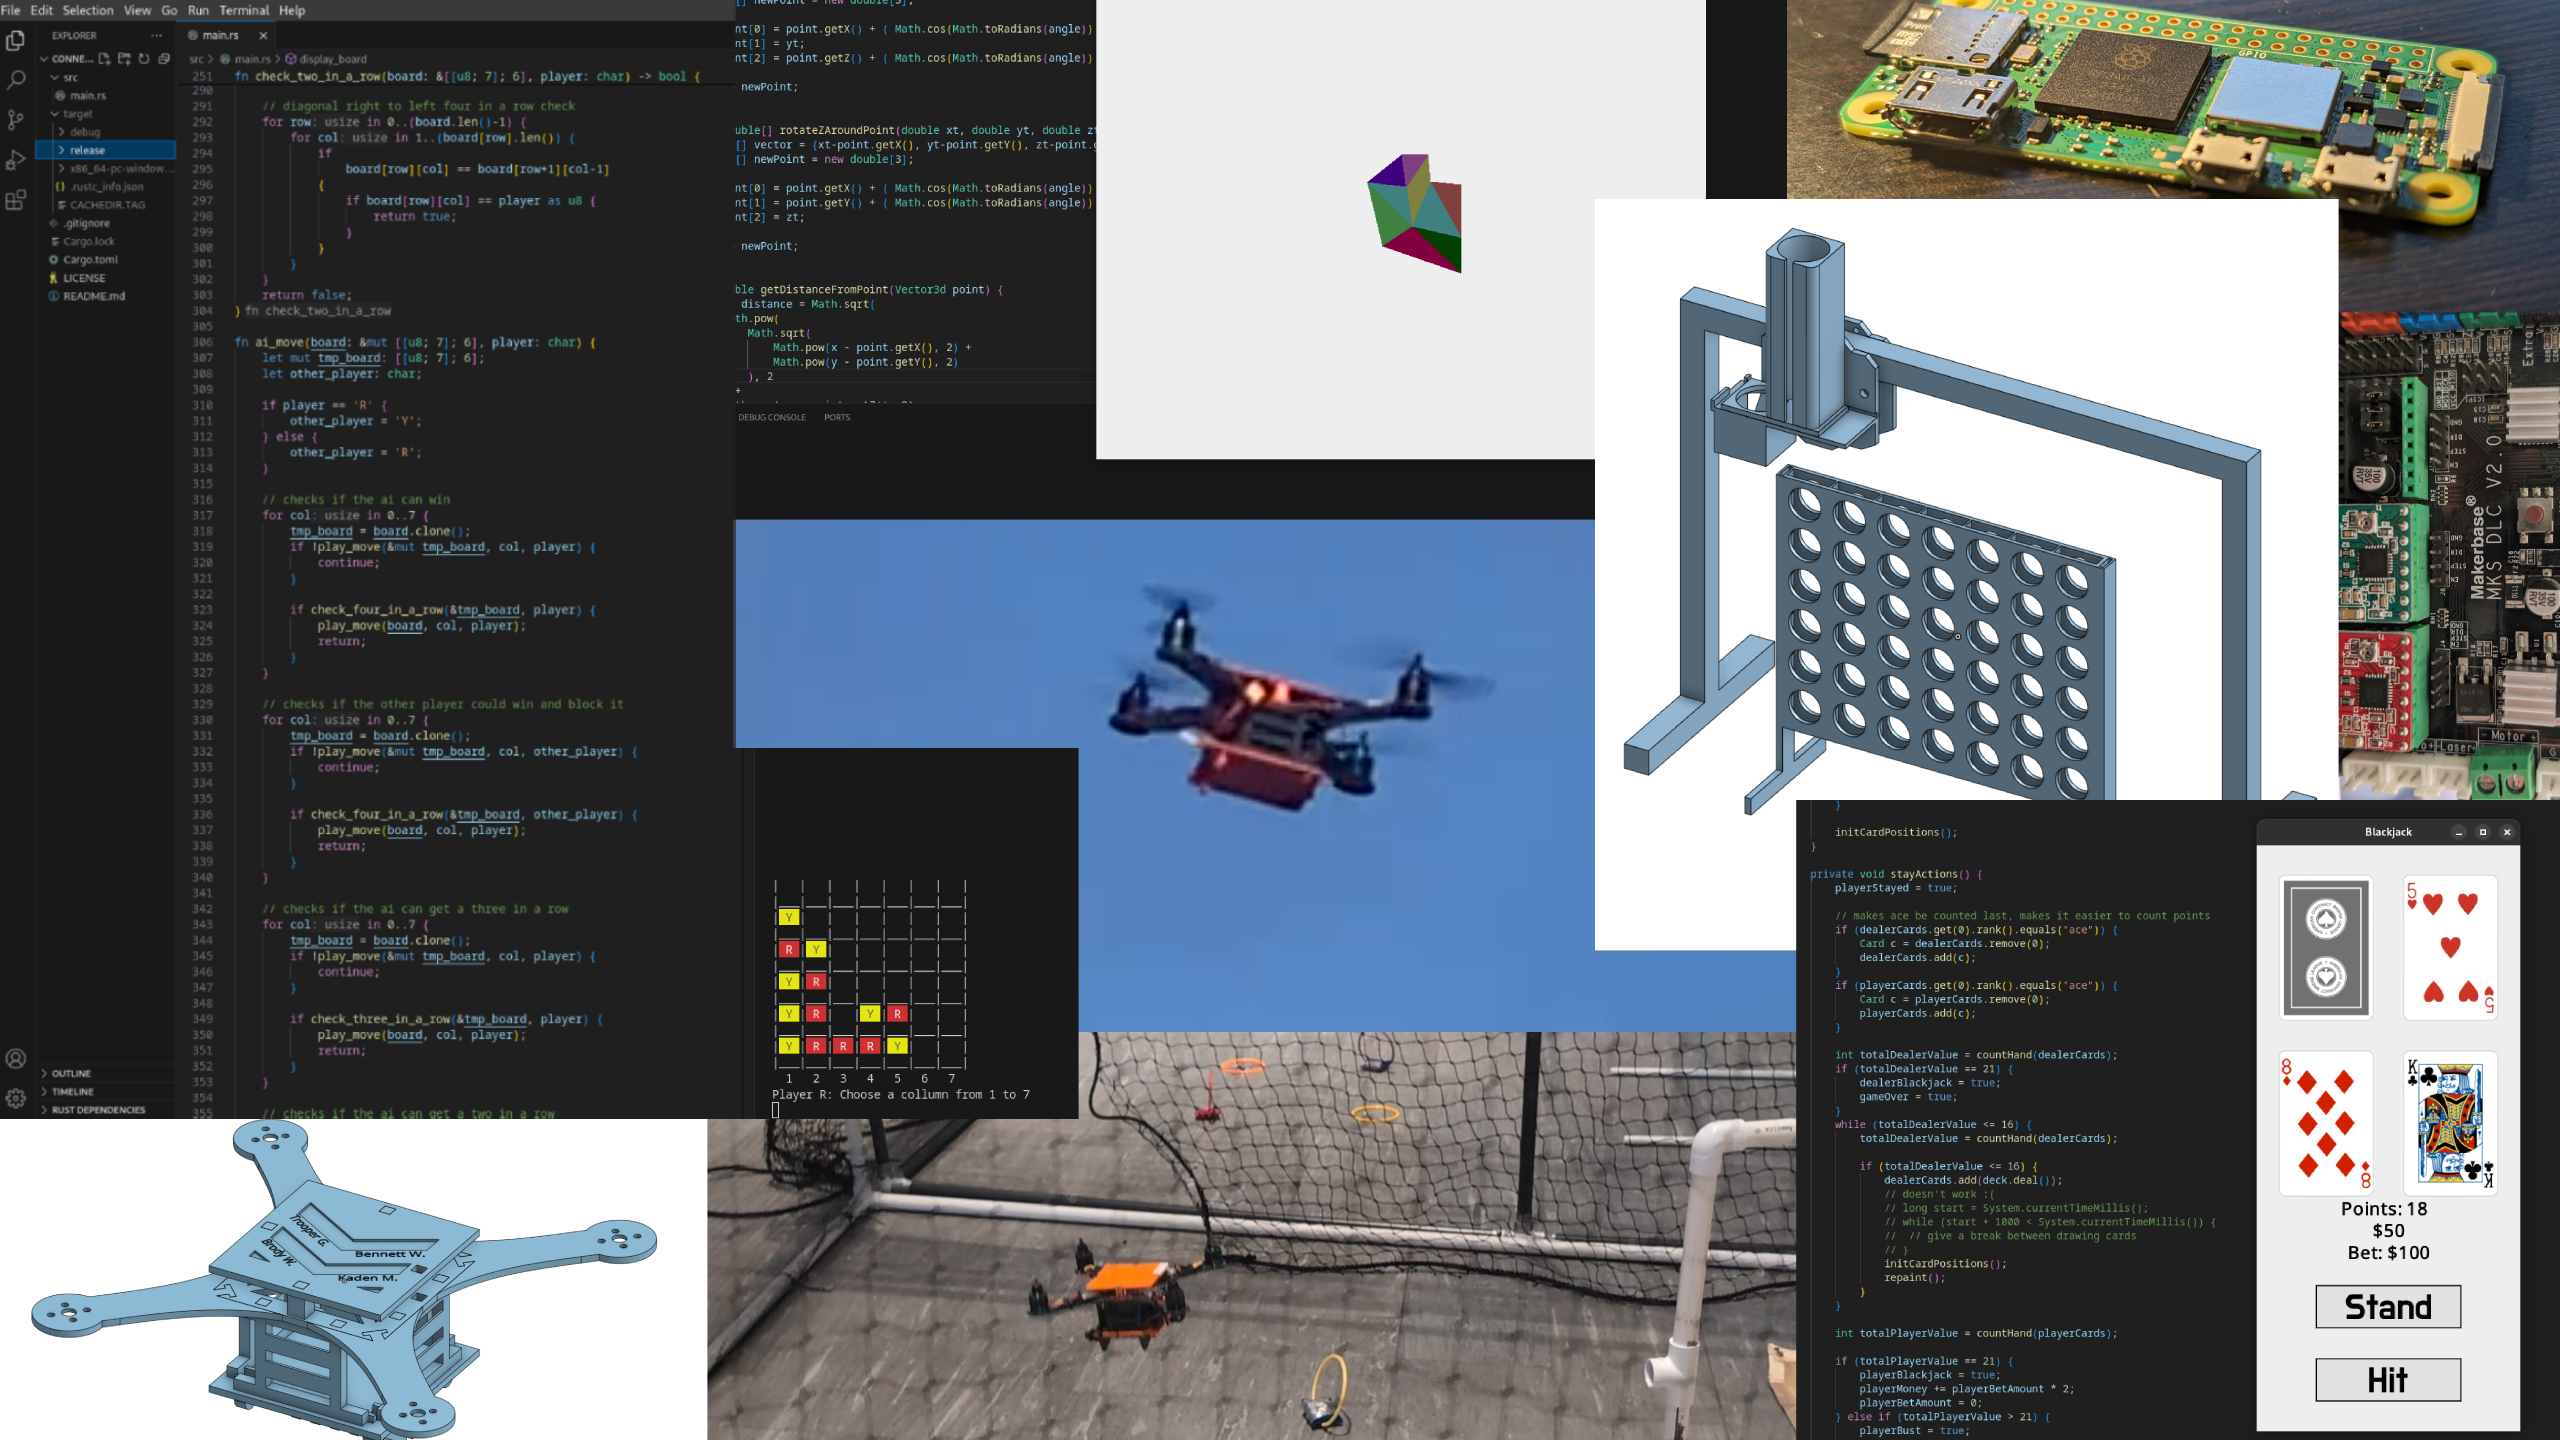 File Edit Selection View Go Run Terminal Help
EXPLORER
CONNE...
src
main.rs
target
debug
release
x86_64-pc-window...
.rustc_info.json
CACHEDIR.TAG
.gitignore
Cargo.lock
Cargo.toml
LICENSE
README.md
OUTLINE
TIMELINE
RUST DEPENDENCIES
main.rs
src > main.rs > display_board
251 fn check_two_in_a_row(board: &[[u8; 7]; 6], player: char) -> bool {
290
291 // diagonal right to left four in a row check
292 for row: usize in 0..(board.len()-1) {
293 for col: usize in 1..(board[row].len()) {
294 if
295 board[row][col] == board[row+1][col-1]
296 {
297 if board[row][col] == player as u8 {
298 return true;
299 }
300 }
301 }
302 }
303 return false;
304 } fn check_two_in_a_row
305
306 fn ai_move(board: &mut [[u8; 7]; 6], player: char) {
307 let mut tmp_board: [[u8; 7]; 6];
308 let other_player: char;
309
310 if player == 'R' {
311 other_player = 'Y';
312 } else {
313 other_player = 'R';
314 }
315
316 // checks if the ai can win
317 for col: usize in 0..7 {
318 tmp_board = board.clone();
319 if !play_move(&mut tmp_board, col, player) {
320 continue;
321 }
322
323 if check_four_in_a_row(&tmp_board, player) {
324 play_move(board, col, player);
325 return;
326 }
327 }
328
329 // checks if the other player could win and block it
330 for col: usize in 0..7 {
331 tmp_board = board.clone();
332 if !play_move(&mut tmp_board, col, other_player) {
333 continue;
334 }
335
336 if check_four_in_a_row(&tmp_board, other_player) {
337 play_move(board, col, player);
338 return;
339 }
340 }
341
342 // checks if the ai can get a three in a row
343 for col: usize in 0..7 {
344 tmp_board = board.clone();
345 if !play_move(&mut tmp_board, col, player) {
346 continue;
347 }
348
349 if check_three_in_a_row(&tmp_board, player) {
350 play_move(board, col, player);
351 return;
352 }
353 }
354
355 // checks if the ai can get a two in a row
[] newPoint = new double[3];
nt[0] = point.getX() + ( Math.cos(Math.toRadians(angle))
nt[1] = yt;
nt[2] = point.getZ() + ( Math.cos(Math.toRadians(angle))
newPoint;
uble[] rotateZAroundPoint(double xt, double yt, double zt
[] vector = {xt-point.getX(), yt-point.getY(), zt-point.g
[] newPoint = new double[3];
nt[0] = point.getX() + ( Math.cos(Math.toRadians(angle))
nt[1] = point.getY() + ( Math.cos(Math.toRadians(angle))
nt[2] = zt;
newPoint;
ble getDistanceFromPoint(Vector3d point) {
distance = Math.sqrt(
th.pow(
Math.sqrt(
Math.pow(x - point.getX(), 2) +
Math.pow(y - point.getY(), 2)
), 2
+
DEBUG CONSOLE PORTS
GPIO
Makerbase®
MKS DLC V2.0
Extra
Laser
- Motor +
Y
R Y
Y R
Y R Y R
Y R R R Y
1 2 3 4 5 6 7
Player R: Choose a collumn from 1 to 7
Trooper G.
Brody W.
Bennett W.
Kaden M.
}
initCardPositions();
}
private void stayActions() {
playerStayed = true;
// makes ace be counted last, makes it easier to count points
if (dealerCards.get(0).rank().equals("ace")) {
Card c = dealerCards.remove(0);
dealerCards.add(c);
}
if (playerCards.get(0).rank().equals("ace")) {
Card c = playerCards.remove(0);
playerCards.add(c);
}
int totalDealerValue = countHand(dealerCards);
if (totalDealerValue == 21) {
dealerBlackjack = true;
gameOver = true;
}
while (totalDealerValue <= 16) {
totalDealerValue = countHand(dealerCards);
if (totalDealerValue <= 16) {
dealerCards.add(deck.deal());
// doesn't work :(
// long start = System.currentTimeMillis();
// while (start + 1000 < System.currentTimeMillis()) {
// // give a break between drawing cards
// }
initCardPositions();
repaint();
}
}
int totalPlayerValue = countHand(playerCards);
if (totalPlayerValue == 21) {
playerBlackjack = true;
playerMoney += playerBetAmount * 2;
playerBetAmount = 0;
} else if (totalPlayerValue > 21) {
playerBust = true;
Blackjack
5
5
8
8
K
K
Points: 18
$50
Bet: $100
Stand
Hit